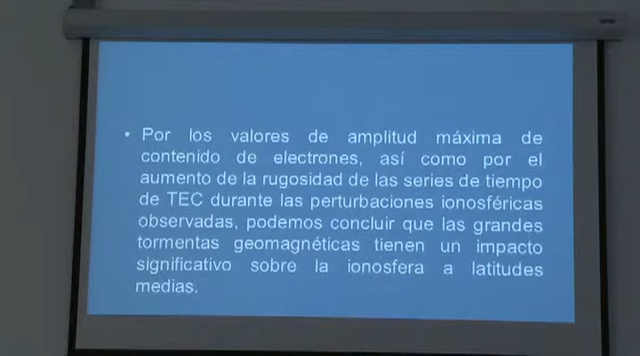 • Por los valores de amplitud máxima de
contenido de electrones, así como por el
aumento de la rugosidad de las series de tiempo
de TEC durante las perturbaciones ionosféricas
observadas, podemos concluir que las grandes
tormentas geomagnéticas tienen un impacto
significativo sobre la ionosfera a latitudes
medias.